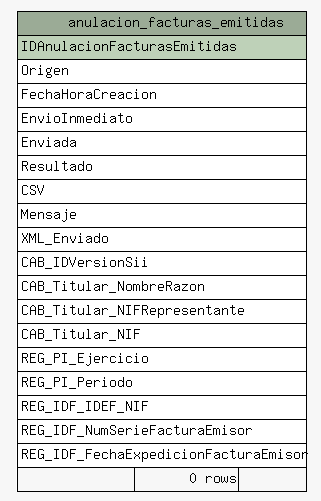 anulacion_facturas_emitidas
IDAnulacionFacturasEmitidas
Origen
FechaHoraCreacion
EnvioInmediato
Enviada
Resultado
CSV
Mensaje
XML_Enviado
CAB_IDVersionSii
CAB_Titular_NombreRazon
CAB_Titular_NIFRepresentante
CAB_Titular_NIF
REG_PI_Ejercicio
REG_PI_Periodo
REG_IDF_IDEF_NIF
REG_IDF_NumSerieFacturaEmisor
REG_IDF_FechaExpedicionFacturaEmisor
0 rows